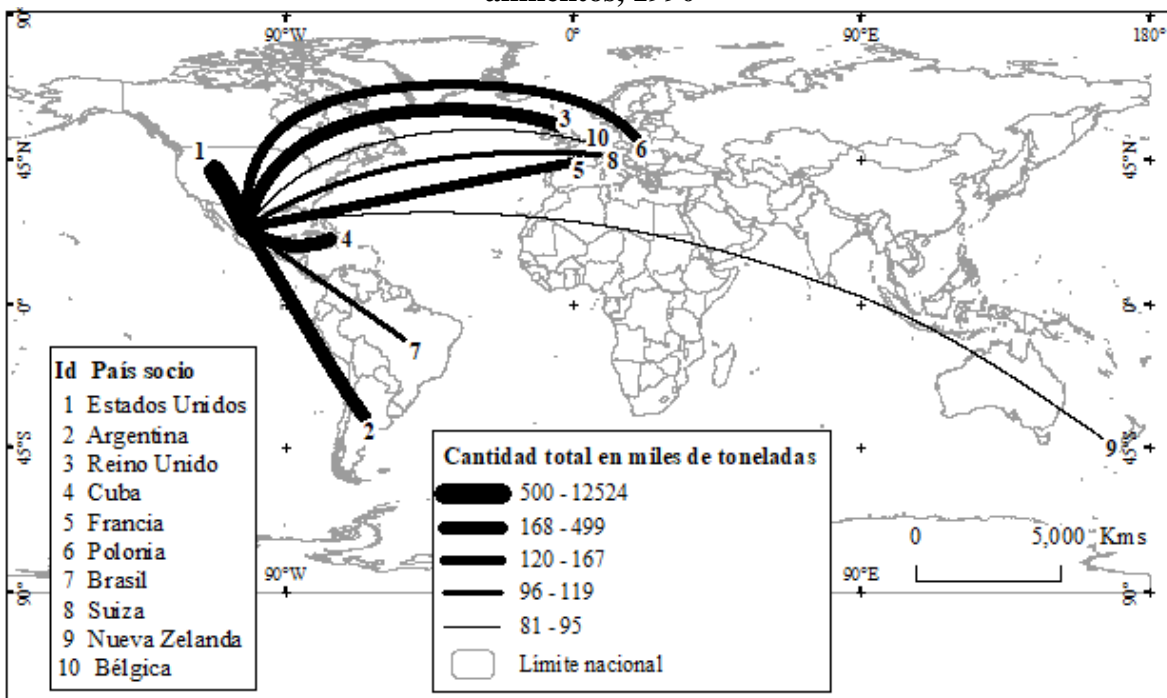 1990
90°W
0°
90°E
180°
90°
45°N
45°N
0°
0°
45°S
45°S
90°
90°
90°W
90°E
1
2
3
4
5
6
7
8
9
10
Id País socio
1 Estados Unidos
2 Argentina
3 Reino Unido
4 Cuba
5 Francia
6 Polonia
7 Brasil
8 Suiza
9 Nueva Zelanda
10 Bélgica
Cantidad total en miles de toneladas
500 - 12524
168 - 499
120 - 167
96 - 119
81 - 95
Límite nacional
0 5,000 Kms